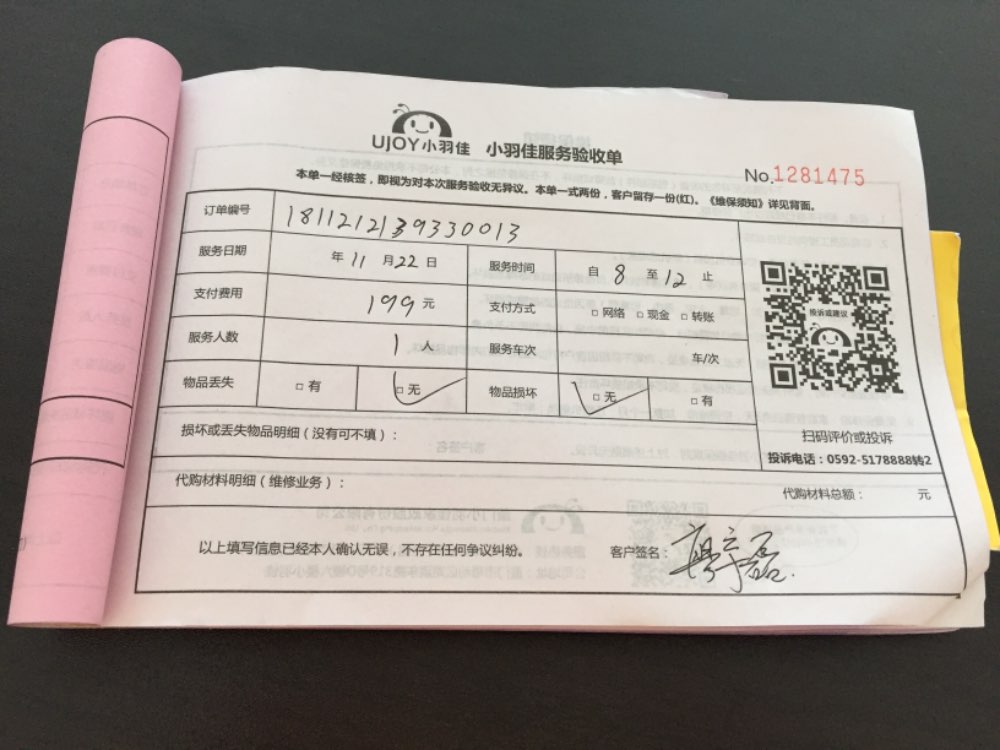 UJOY小羽佳 小羽佳服务验收单
No.1281475
本单一经核签，即视为对本次服务验收无异议。本单一式两份，客户留存一份(红)。《维保须知》详见背面。
订单编号 1811212139330013
服务日期 年 11 月 22 日 服务时间 自 8 至 12 止
支付费用 199 元 支付方式 □网络 □现金 □转账
服务人数 1 人 服务车次 车/次
物品丢失 □有 □无 物品损坏 □无 □有
投诉或建议
扫码评价或投诉
投诉电话：0592-5178888转2
损坏或丢失物品明细（没有可不填）：
代购材料明细（维修业务）： 代购材料总额： 元
以上填写信息已经本人确认无误，不存在任何争议纠纷。 客户签名：